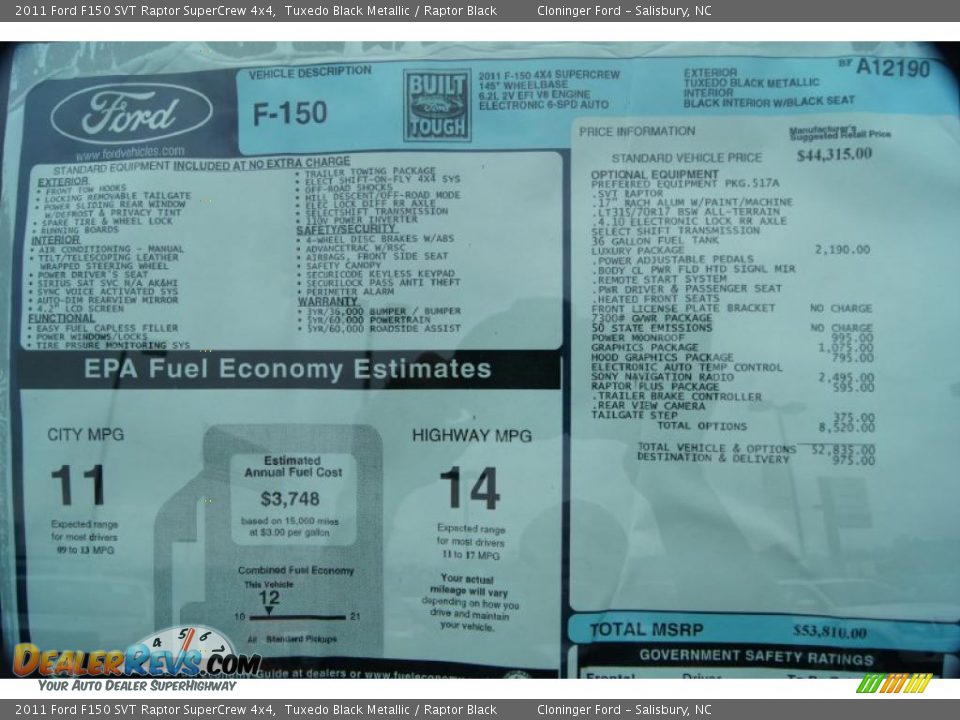 2011 Ford F150 SVT Raptor SuperCrew 4x4, Tuxedo Black Metallic / Raptor Black Cloninger Ford - Salisbury, NC
Ford
www.fordvehicles.com
VEHICLE DESCRIPTION
F-150
BUILT
Ford
TOUGH
2011 F-150 4X4 SUPERCREW
145" WHEELBASE
6.2L 2V EFI V8 ENGINE
ELECTRONIC 6-SPD AUTO
EXTERIOR
TUXEDO BLACK METALLIC
INTERIOR
BLACK INTERIOR W/BLACK SEAT
BF A12190
STANDARD EQUIPMENT INCLUDED AT NO EXTRA CHARGE
EXTERIOR
• FRONT TOW HOOKS
• LOCKING REMOVABLE TAILGATE
• POWER SLIDING REAR WINDOW
W/DEFROST & PRIVACY TINT
• SPARE TIRE & WHEEL LOCK
• RUNNING BOARDS
INTERIOR
• AIR CONDITIONING - MANUAL
• TILT/TELESCOPING LEATHER
WRAPPED STEERING WHEEL
• POWER DRIVER'S SEAT
• SIRIUS SAT SVC N/A AK&HI
• SYNC VOICE ACTIVATED SYS
• AUTO-DIM REARVIEW MIRROR
• 4.2" LCD SCREEN
FUNCTIONAL
• EASY FUEL CAPLESS FILLER
• POWER WINDOWS/LOCKS
• TIRE PRSURE MONITORING SYS
• TRAILER TOWING PACKAGE
• ELECT SHIFT-ON-FLY 4X4 SYS
• OFF-ROAD SHOCKS
• HILL DESCENT/OFF-ROAD MODE
• ELEC LOCK DIFF RR AXLE
• SELECTSHIFT TRANSMISSION
• 110V POWER INVERTER
SAFETY/SECURITY
• 4-WHEEL DISC BRAKES W/ABS
• ADVANCETRAC W/RSC
• AIRBAGS, FRONT SIDE SEAT
• SAFETY CANOPY
• SECURICODE KEYLESS KEYPAD
• SECURILOCK PASS ANTI THEFT
• PERIMETER ALARM
WARRANTY
• 3YR/36,000 BUMPER / BUMPER
• 5YR/60,000 POWERTRAIN
• 5YR/60,000 ROADSIDE ASSIST
PRICE INFORMATION
Manufacturer's
Suggested Retail Price
STANDARD VEHICLE PRICE $44,315.00
OPTIONAL EQUIPMENT
PREFERRED EQUIPMENT PKG.517A
.SVT RAPTOR
.17" MACH ALUM W/PAINT/MACHINE
.LT315/70R17 BSW ALL-TERRAIN
.4.10 ELECTRONIC LOCK RR AXLE
SELECT SHIFT TRANSMISSION
36 GALLON FUEL TANK
LUXURY PACKAGE 2,190.00
.POWER ADJUSTABLE PEDALS
.BODY CL PWR FLD HTD SIGNL MIR
.REMOTE START SYSTEM
.PWR DRIVER & PASSENGER SEAT
.HEATED FRONT SEATS
FRONT LICENSE PLATE BRACKET NO CHARGE
7300# GVWR PACKAGE
50 STATE EMISSIONS NO CHARGE
POWER MOONROOF 995.00
GRAPHICS PACKAGE 1,075.00
HOOD GRAPHICS PACKAGE 795.00
ELECTRONIC AUTO TEMP CONTROL
SONY NAVIGATION RADIO 2,495.00
RAPTOR PLUS PACKAGE 595.00
.TRAILER BRAKE CONTROLLER
.REAR VIEW CAMERA
TAILGATE STEP 375.00
TOTAL OPTIONS 8,520.00
TOTAL VEHICLE & OPTIONS 52,835.00
DESTINATION & DELIVERY 975.00
TOTAL MSRP $53,810.00
GOVERNMENT SAFETY RATINGS
Frontal Driver
EPA Fuel Economy Estimates
CITY MPG
11
Expected range
for most drivers
09 to 13 MPG
Estimated
Annual Fuel Cost
$3,748
based on 15,000 miles
at $3.00 per gallon
Combined Fuel Economy
This Vehicle
12
10 21
All Standard Pickups
HIGHWAY MPG
14
Expected range
for most drivers
11 to 17 MPG
Your actual
mileage will vary
depending on how you
drive and maintain
your vehicle.
Guide at dealers or www.fueleconomy
4 5 6 7
DEALERREVS.COM
YOUR AUTO DEALER SUPERHIGHWAY
2011 Ford F150 SVT Raptor SuperCrew 4x4, Tuxedo Black Metallic / Raptor Black Cloninger Ford - Salisbury, NC